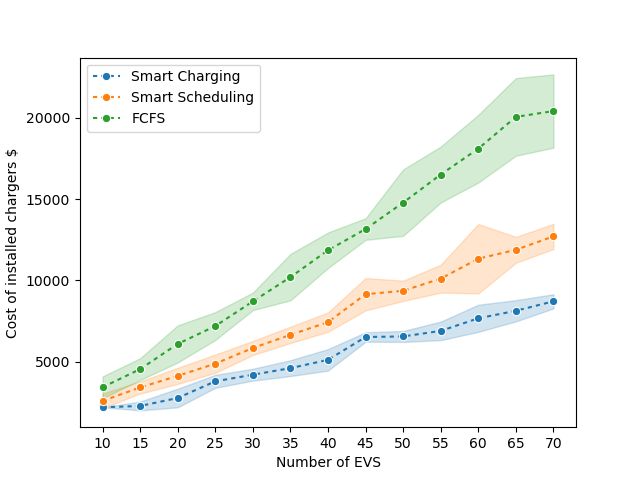 Smart Charging
Smart Scheduling
FCFS
Cost of installed chargers $
20000
15000
10000
5000
10 15 20 25 30 35 40 45 50 55 60 65 70
Number of EVS